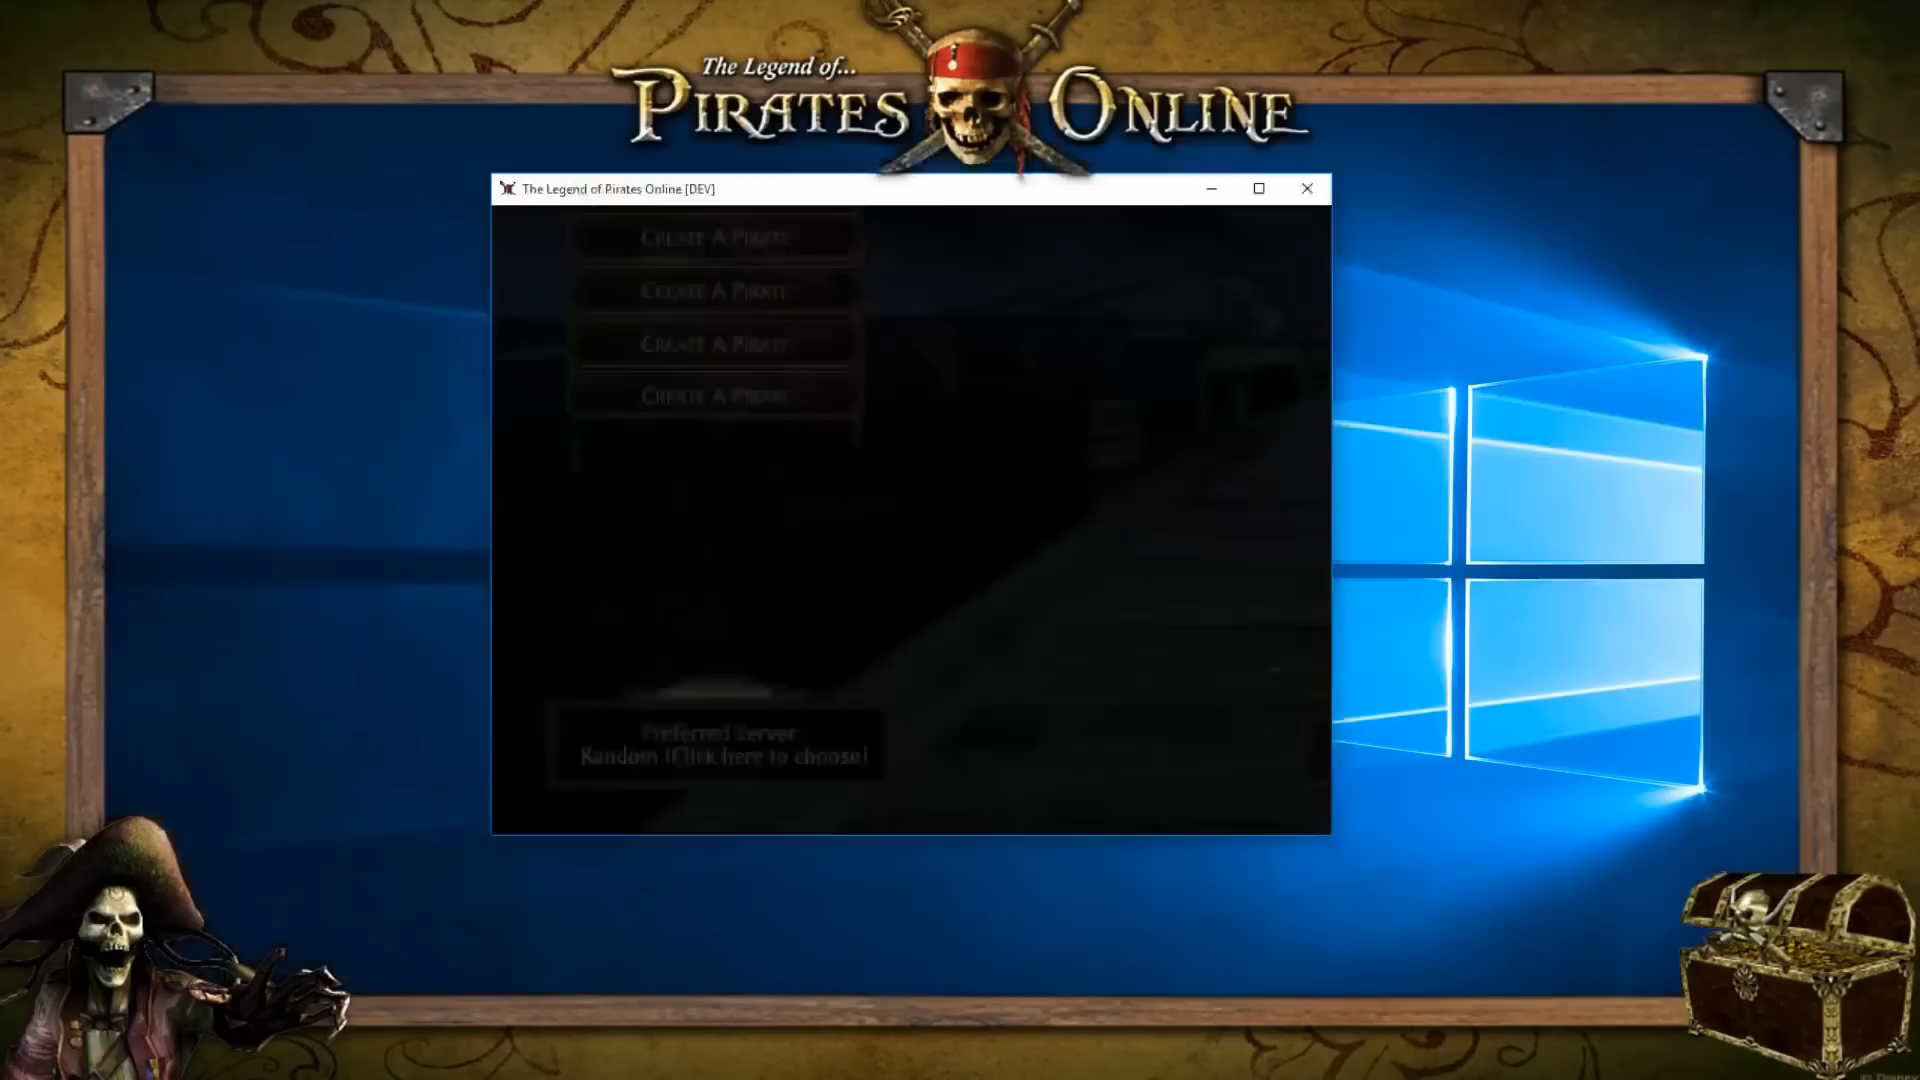 The Legend of...
PIRATES ONLINE
The Legend of Pirates Online [DEV]
CREATE A PIRATE
CREATE A PIRATE
CREATE A PIRATE
CREATE A PIRATE
Preferred Server
Random (Click here to choose)